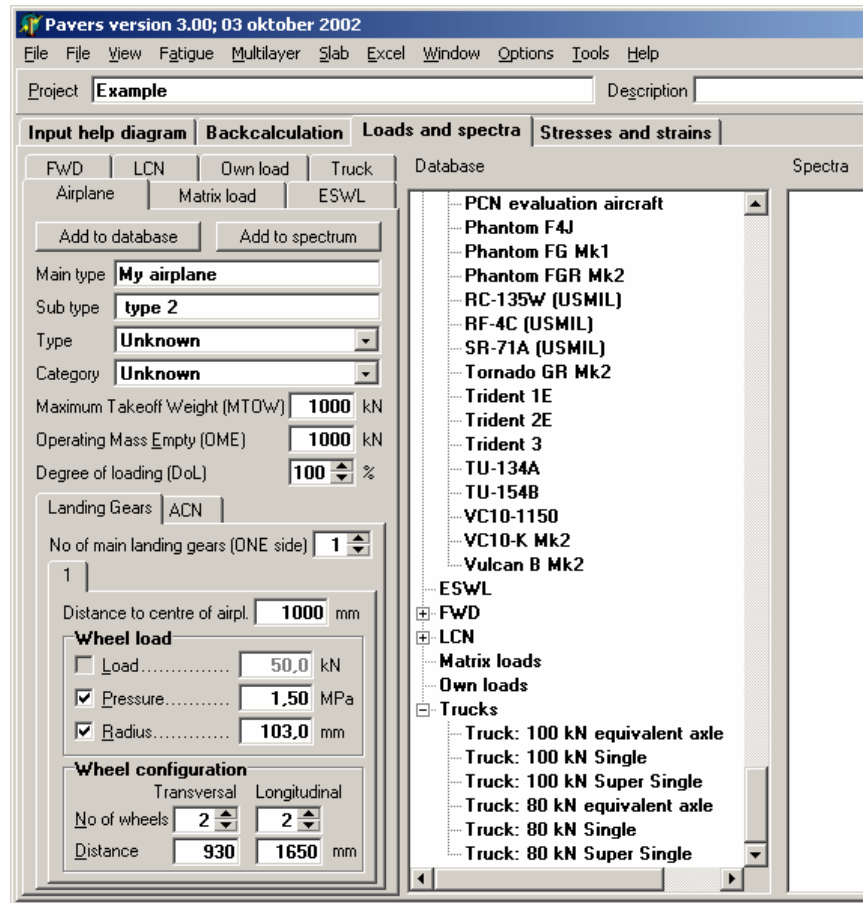 Pavers version 3.00; 03 oktober 2002
File File View Fatigue Multilayer Slab Excel Window Options Tools Help
Project Example Description
Input help diagram Backcalculation Loads and spectra Stresses and strains
FWD LCN Own load Truck
Airplane Matrix load ESWL
Add to database Add to spectrum
Main type My airplane
Sub type type 2
Type Unknown
Category Unknown
Maximum Takeoff Weight (MTOW) 1000 kN
Operating Mass Empty (OME) 1000 kN
Degree of loading (DoL) 100 %
Landing Gears ACN
No of main landing gears (ONE side) 1
1
Distance to centre of airpl. 1000 mm
Wheel load
Load............... 50,0 kN
Pressure........... 1,50 MPa
Radius............. 103,0 mm
Wheel configuration
Transversal Longitudinal
No of wheels 2 2
Distance 930 1650 mm
Database
PCN evaluation aircraft
Phantom F4J
Phantom FG Mk1
Phantom FGR Mk2
RC-135W (USMIL)
RF-4C (USMIL)
SR-71A (USMIL)
Tornado GR Mk2
Trident 1E
Trident 2E
Trident 3
TU-134A
TU-154B
VC10-1150
VC10-K Mk2
Vulcan B Mk2
ESWL
FWD
LCN
Matrix loads
Own loads
Trucks
Truck: 100 kN equivalent axle
Truck: 100 kN Single
Truck: 100 kN Super Single
Truck: 80 kN equivalent axle
Truck: 80 kN Single
Truck: 80 kN Super Single
Spectra